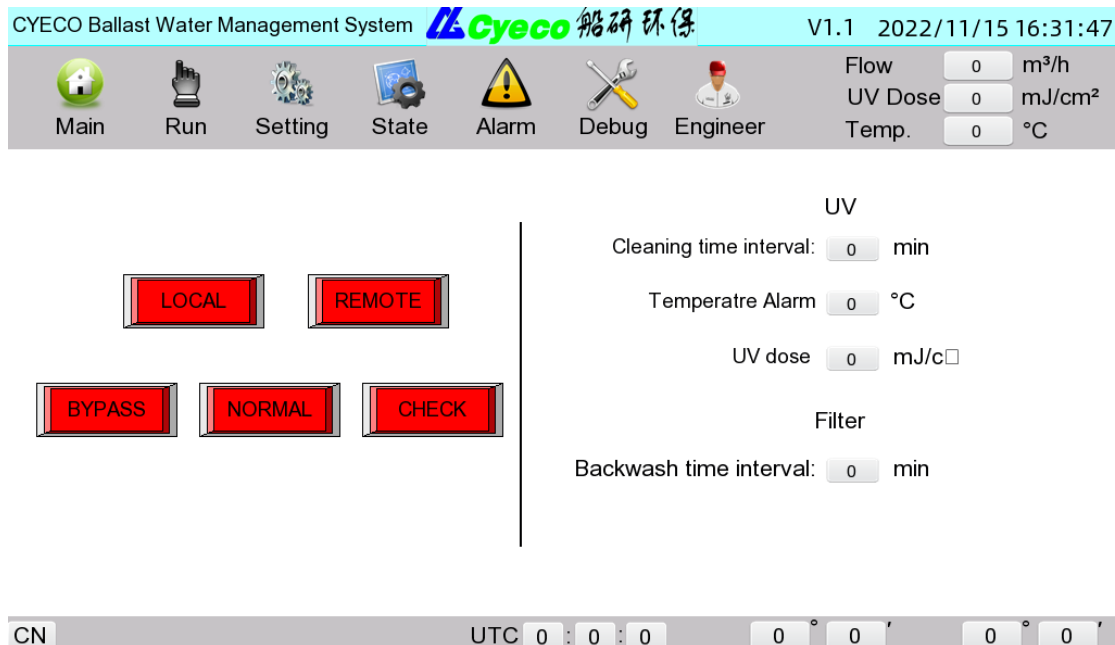 CYECO Ballast Water Management System Cyeco 船研环保 V1.1 2022/11/15 16:31:47
Main Run Setting State Alarm Debug Engineer
Flow 0 m³/h
UV Dose 0 mJ/cm²
Temp. 0 °C
LOCAL REMOTE
BYPASS NORMAL CHECK
UV
Cleaning time interval: 0 min
Temperatre Alarm 0 °C
UV dose 0 mJ/c□
Filter
Backwash time interval: 0 min
CN UTC 0 : 0 : 0 0 ° 0 ′ 0 ° 0 ′